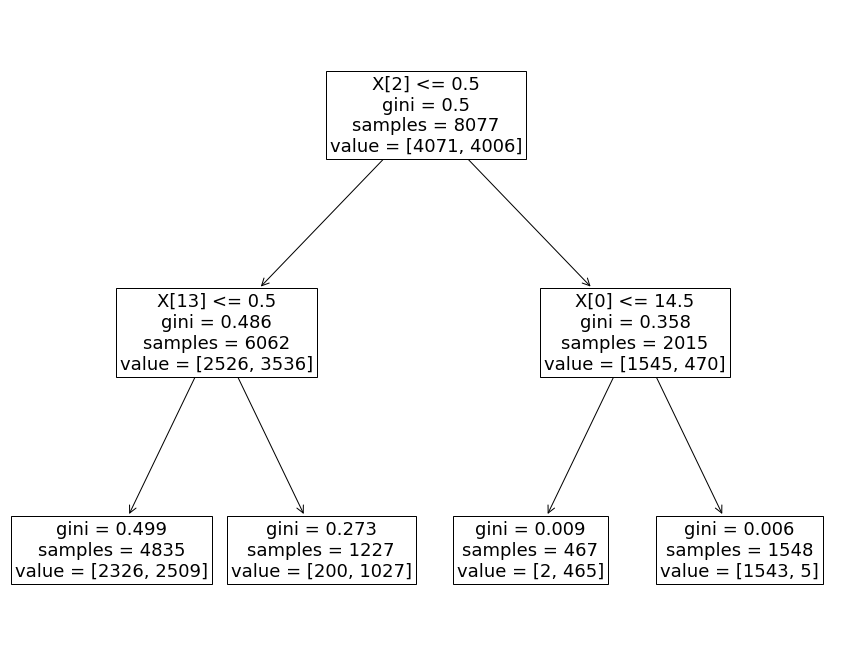 X[2] <= 0.5
gini = 0.5
samples = 8077
value = [4071, 4006]
X[13] <= 0.5
gini = 0.486
samples = 6062
value = [2526, 3536]
X[0] <= 14.5
gini = 0.358
samples = 2015
value = [1545, 470]
gini = 0.499
samples = 4835
value = [2326, 2509]
gini = 0.273
samples = 1227
value = [200, 1027]
gini = 0.009
samples = 467
value = [2, 465]
gini = 0.006
samples = 1548
value = [1543, 5]